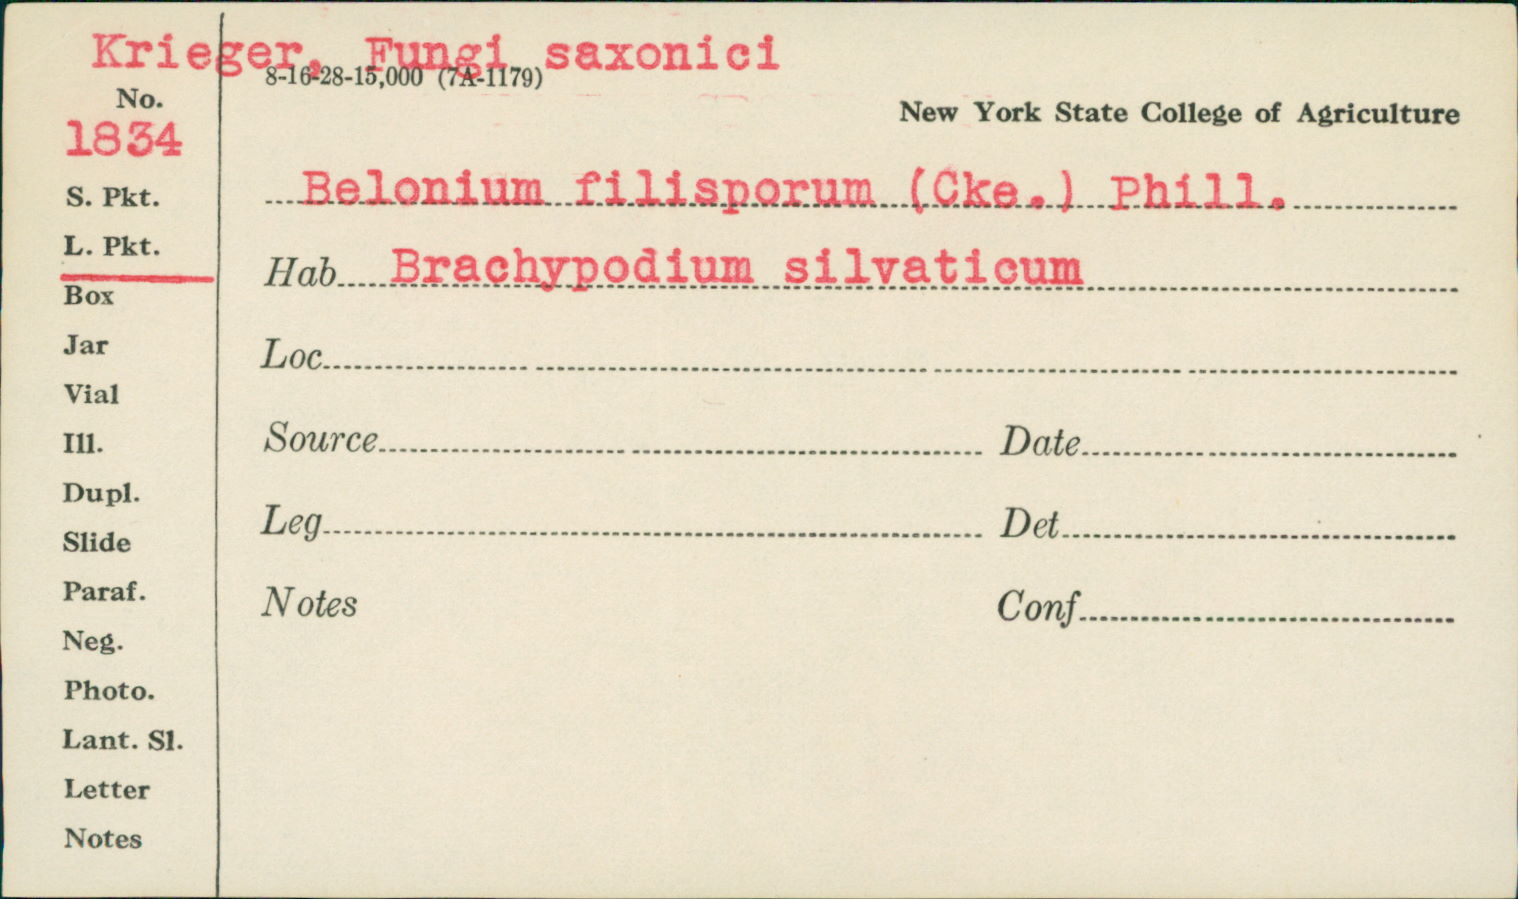 Krieger, Fungi saxonici
8-16-28-15,000 (7A-1179)
No.
1834
New York State College of Agriculture
S. Pkt.
Belonium filisporum (Cke.) Phill.
L. Pkt.
Hab. Brachypodium silvaticum
Box
Jar
Loc.
Vial
Ill.
Source
Date
Dupl.
Slide
Leg.
Det.
Paraf.
Notes
Conf.
Neg.
Photo.
Lant. Sl.
Letter
Notes